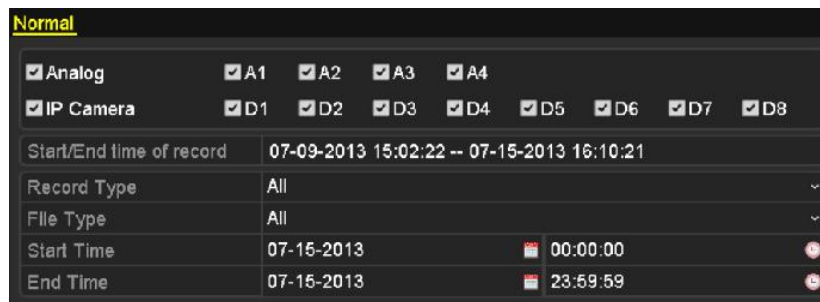 Normal
Analog A1 A2 A3 A4
IP Camera D1 D2 D3 D4 D5 D6 D7 D8
Start/End time of record 07-09-2013 15:02:22 -- 07-15-2013 16:10:21
Record Type All
File Type All
Start Time 07-15-2013 00:00:00
End Time 07-15-2013 23:59:59